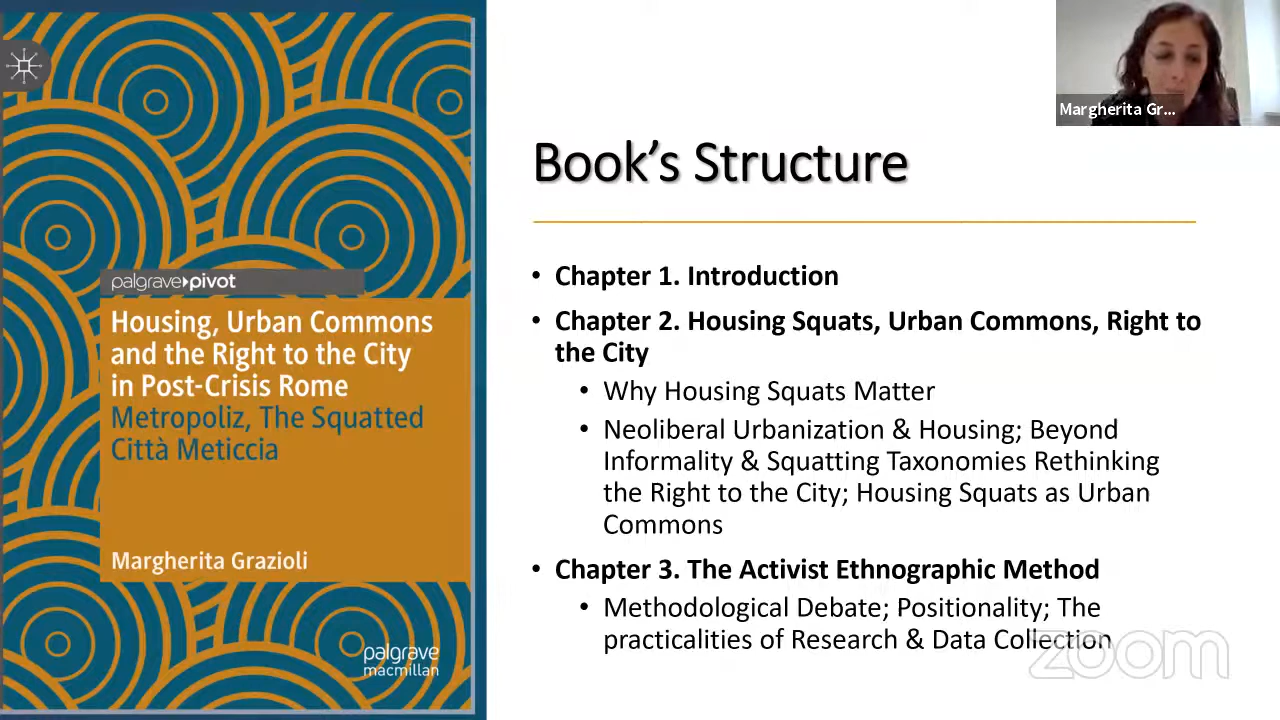 palgrave▸pivot
Housing, Urban Commons
and the Right to the City
in Post-Crisis Rome
Metropoliz, The Squatted
Città Meticcia
Margherita Grazioli
palgrave
macmillan
Margherita Gr...
Book's Structure
• Chapter 1. Introduction
• Chapter 2. Housing Squats, Urban Commons, Right to
the City
• Why Housing Squats Matter
• Neoliberal Urbanization & Housing; Beyond
Informality & Squatting Taxonomies Rethinking
the Right to the City; Housing Squats as Urban
Commons
• Chapter 3. The Activist Ethnographic Method
• Methodological Debate; Positionality; The
practicalities of Research & Data Collection
zoom